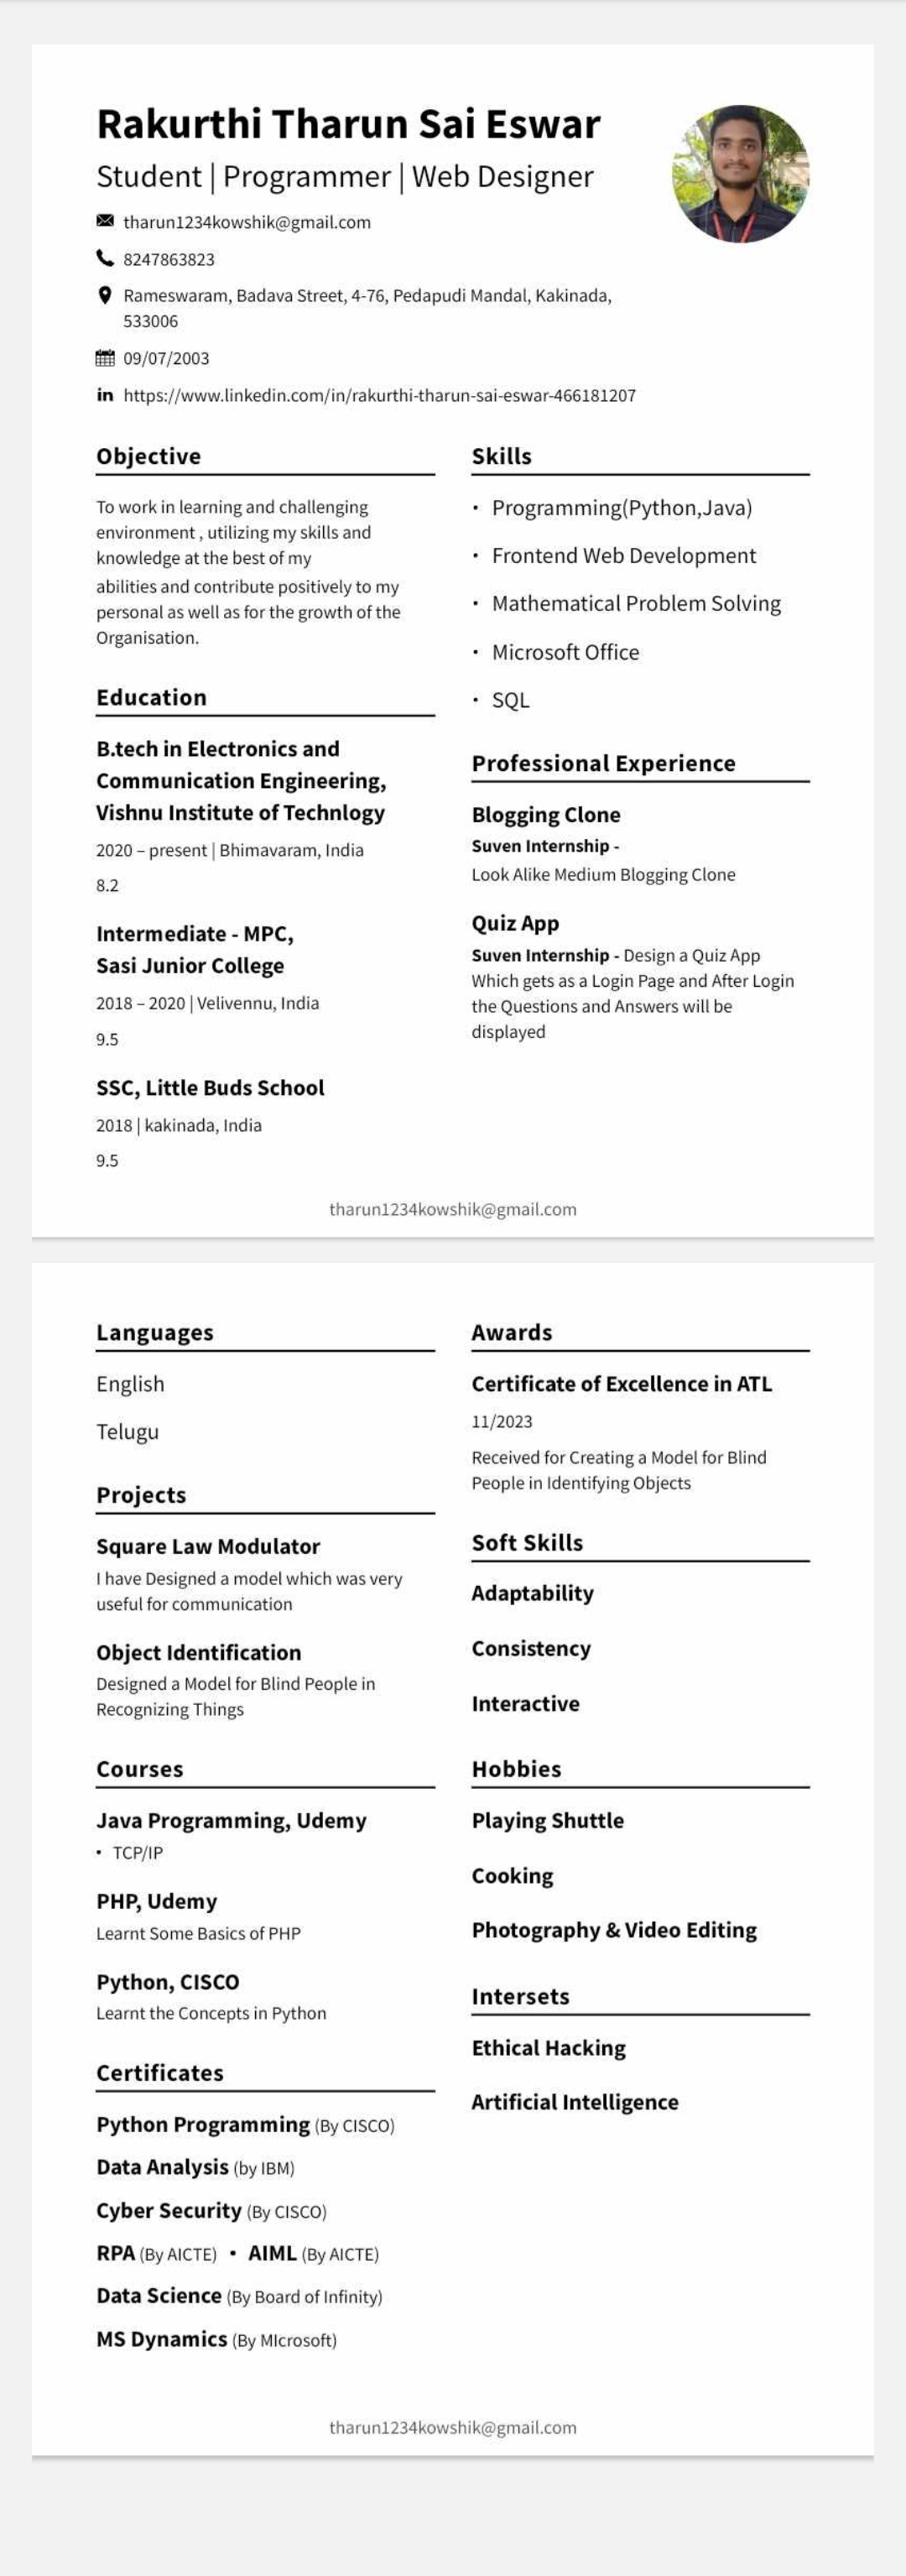 Rakurthi Tharun Sai Eswar
Student | Programmer | Web Designer
tharun1234kowshik@gmail.com
8247863823
Rameswaram, Badava Street, 4-76, Pedapudi Mandal, Kakinada,
533006
09/07/2003
in https://www.linkedin.com/in/rakurthi-tharun-sai-eswar-466181207
Objective
To work in learning and challenging
environment , utilizing my skills and
knowledge at the best of my
abilities and contribute positively to my
personal as well as for the growth of the
Organisation.
Education
B.tech in Electronics and
Communication Engineering,
Vishnu Institute of Technlogy
2020 – present | Bhimavaram, India
8.2
Intermediate - MPC,
Sasi Junior College
2018 – 2020 | Velivennu, India
9.5
SSC, Little Buds School
2018 | kakinada, India
9.5
Skills
• Programming(Python,Java)
• Frontend Web Development
• Mathematical Problem Solving
• Microsoft Office
• SQL
Professional Experience
Blogging Clone
Suven Internship -
Look Alike Medium Blogging Clone
Quiz App
Suven Internship - Design a Quiz App
Which gets as a Login Page and After Login
the Questions and Answers will be
displayed
tharun1234kowshik@gmail.com
Languages
English
Telugu
Projects
Square Law Modulator
I have Designed a model which was very
useful for communication
Object Identification
Designed a Model for Blind People in
Recognizing Things
Courses
Java Programming, Udemy
• TCP/IP
PHP, Udemy
Learnt Some Basics of PHP
Python, CISCO
Learnt the Concepts in Python
Certificates
Python Programming (By CISCO)
Data Analysis (by IBM)
Cyber Security (By CISCO)
RPA (By AICTE) • AIML (By AICTE)
Data Science (By Board of Infinity)
MS Dynamics (By MIcrosoft)
Awards
Certificate of Excellence in ATL
11/2023
Received for Creating a Model for Blind
People in Identifying Objects
Soft Skills
Adaptability
Consistency
Interactive
Hobbies
Playing Shuttle
Cooking
Photography & Video Editing
Intersets
Ethical Hacking
Artificial Intelligence
tharun1234kowshik@gmail.com